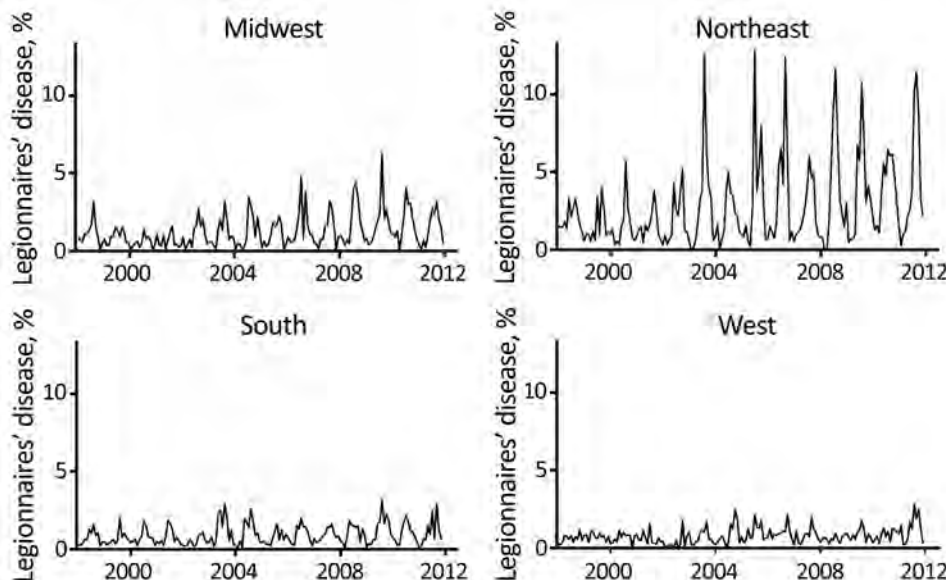 Midwest
Legionnaires' disease, %
10
5
0
2000 2004 2008 2012
Northeast
Legionnaires' disease, %
10
5
0
2000 2004 2008 2012
South
Legionnaires' disease, %
10
5
0
2000 2004 2008 2012
West
Legionnaires' disease, %
10
5
0
2000 2004 2008 2012